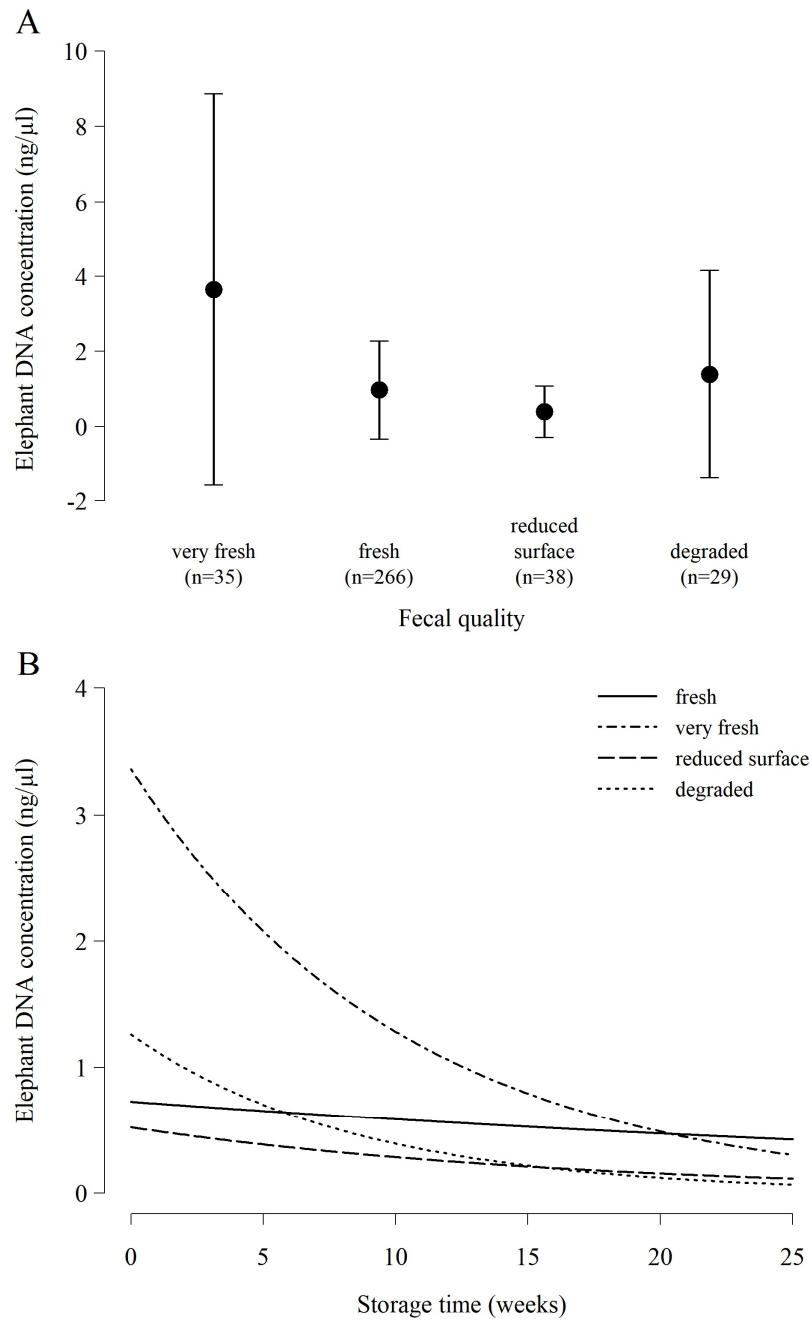 A
Elephant DNA concentration (ng/µl)
10
8
6
4
2
0
-2
very fresh
(n=35)
fresh
(n=266)
reduced
surface
(n=38)
degraded
(n=29)
Fecal quality
B
Elephant DNA concentration (ng/µl)
4
3
2
1
0
fresh
very fresh
reduced surface
degraded
0 5 10 15 20 25
Storage time (weeks)